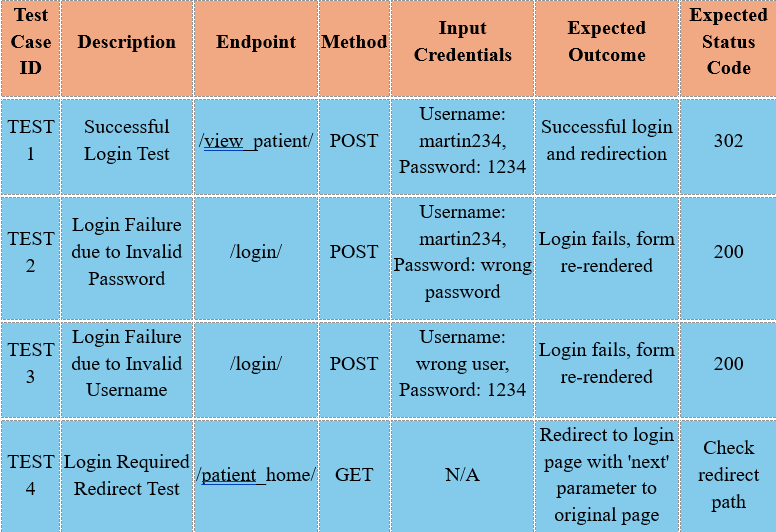 Test Case ID
Description
Endpoint
Method
Input Credentials
Expected Outcome
Expected Status Code
TEST 1
Successful Login Test
/view_patient/
POST
Username: martin234, Password: 1234
Successful login and redirection
302
TEST 2
Login Failure due to Invalid Password
/login/
POST
Username: martin234, Password: wrong password
Login fails, form re-rendered
200
TEST 3
Login Failure due to Invalid Username
/login/
POST
Username: wrong user, Password: 1234
Login fails, form re-rendered
200
TEST 4
Login Required Redirect Test
/patient_home/
GET
N/A
Redirect to login page with 'next' parameter to original page
Check redirect path